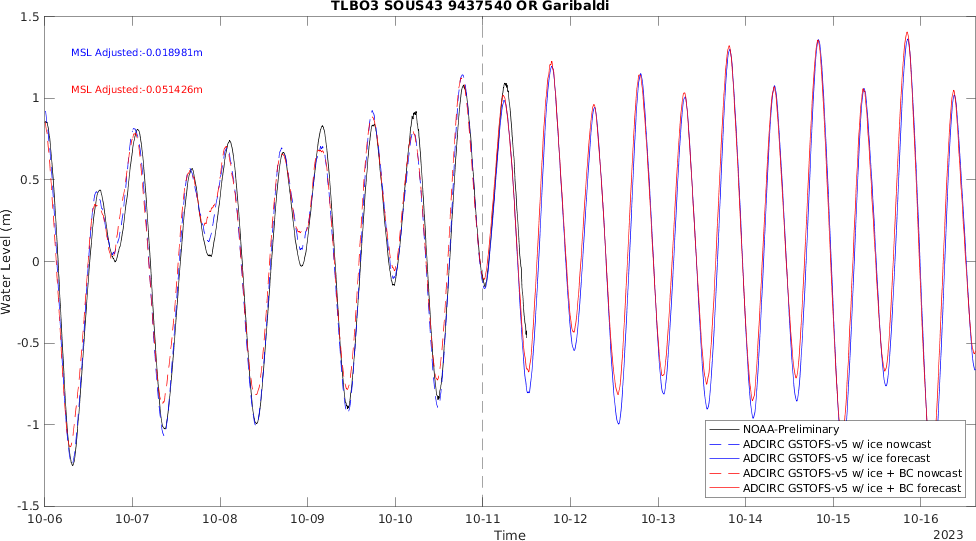 TLBO3 SOUS43 9437540 OR Garibaldi
1.5
MSL Adjusted:-0.018981m
MSL Adjusted:-0.051426m
1
0.5
0
-0.5
-1
-1.5
Water Level (m)
NOAA-Preliminary
ADCIRC GSTOFS-v5 w/ ice nowcast
ADCIRC GSTOFS-v5 w/ ice forecast
ADCIRC GSTOFS-v5 w/ ice + BC nowcast
ADCIRC GSTOFS-v5 w/ ice + BC forecast
10-06 10-07 10-08 10-09 10-10 10-11 10-12 10-13 10-14 10-15 10-16
Time
2023